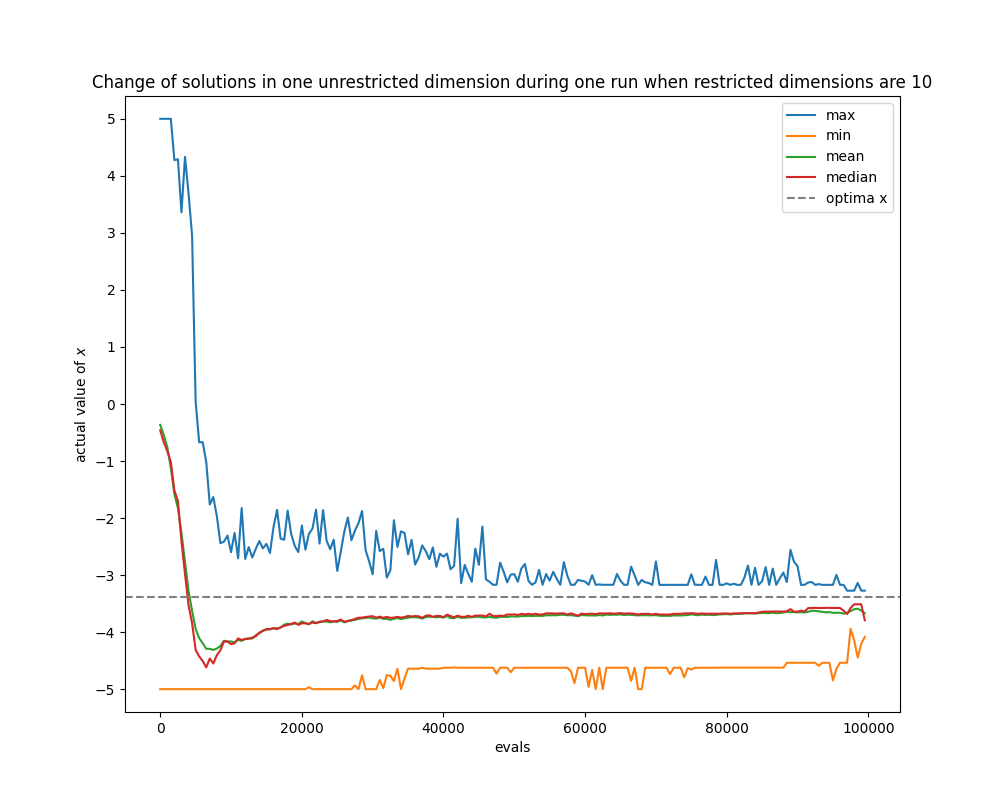 Change of solutions in one unrestricted dimension during one run when restricted dimensions are 10
max
min
mean
median
optima x
actual value of x
5
4
3
2
1
0
−1
−2
−3
−4
−5
0
20000
40000
60000
80000
100000
evals